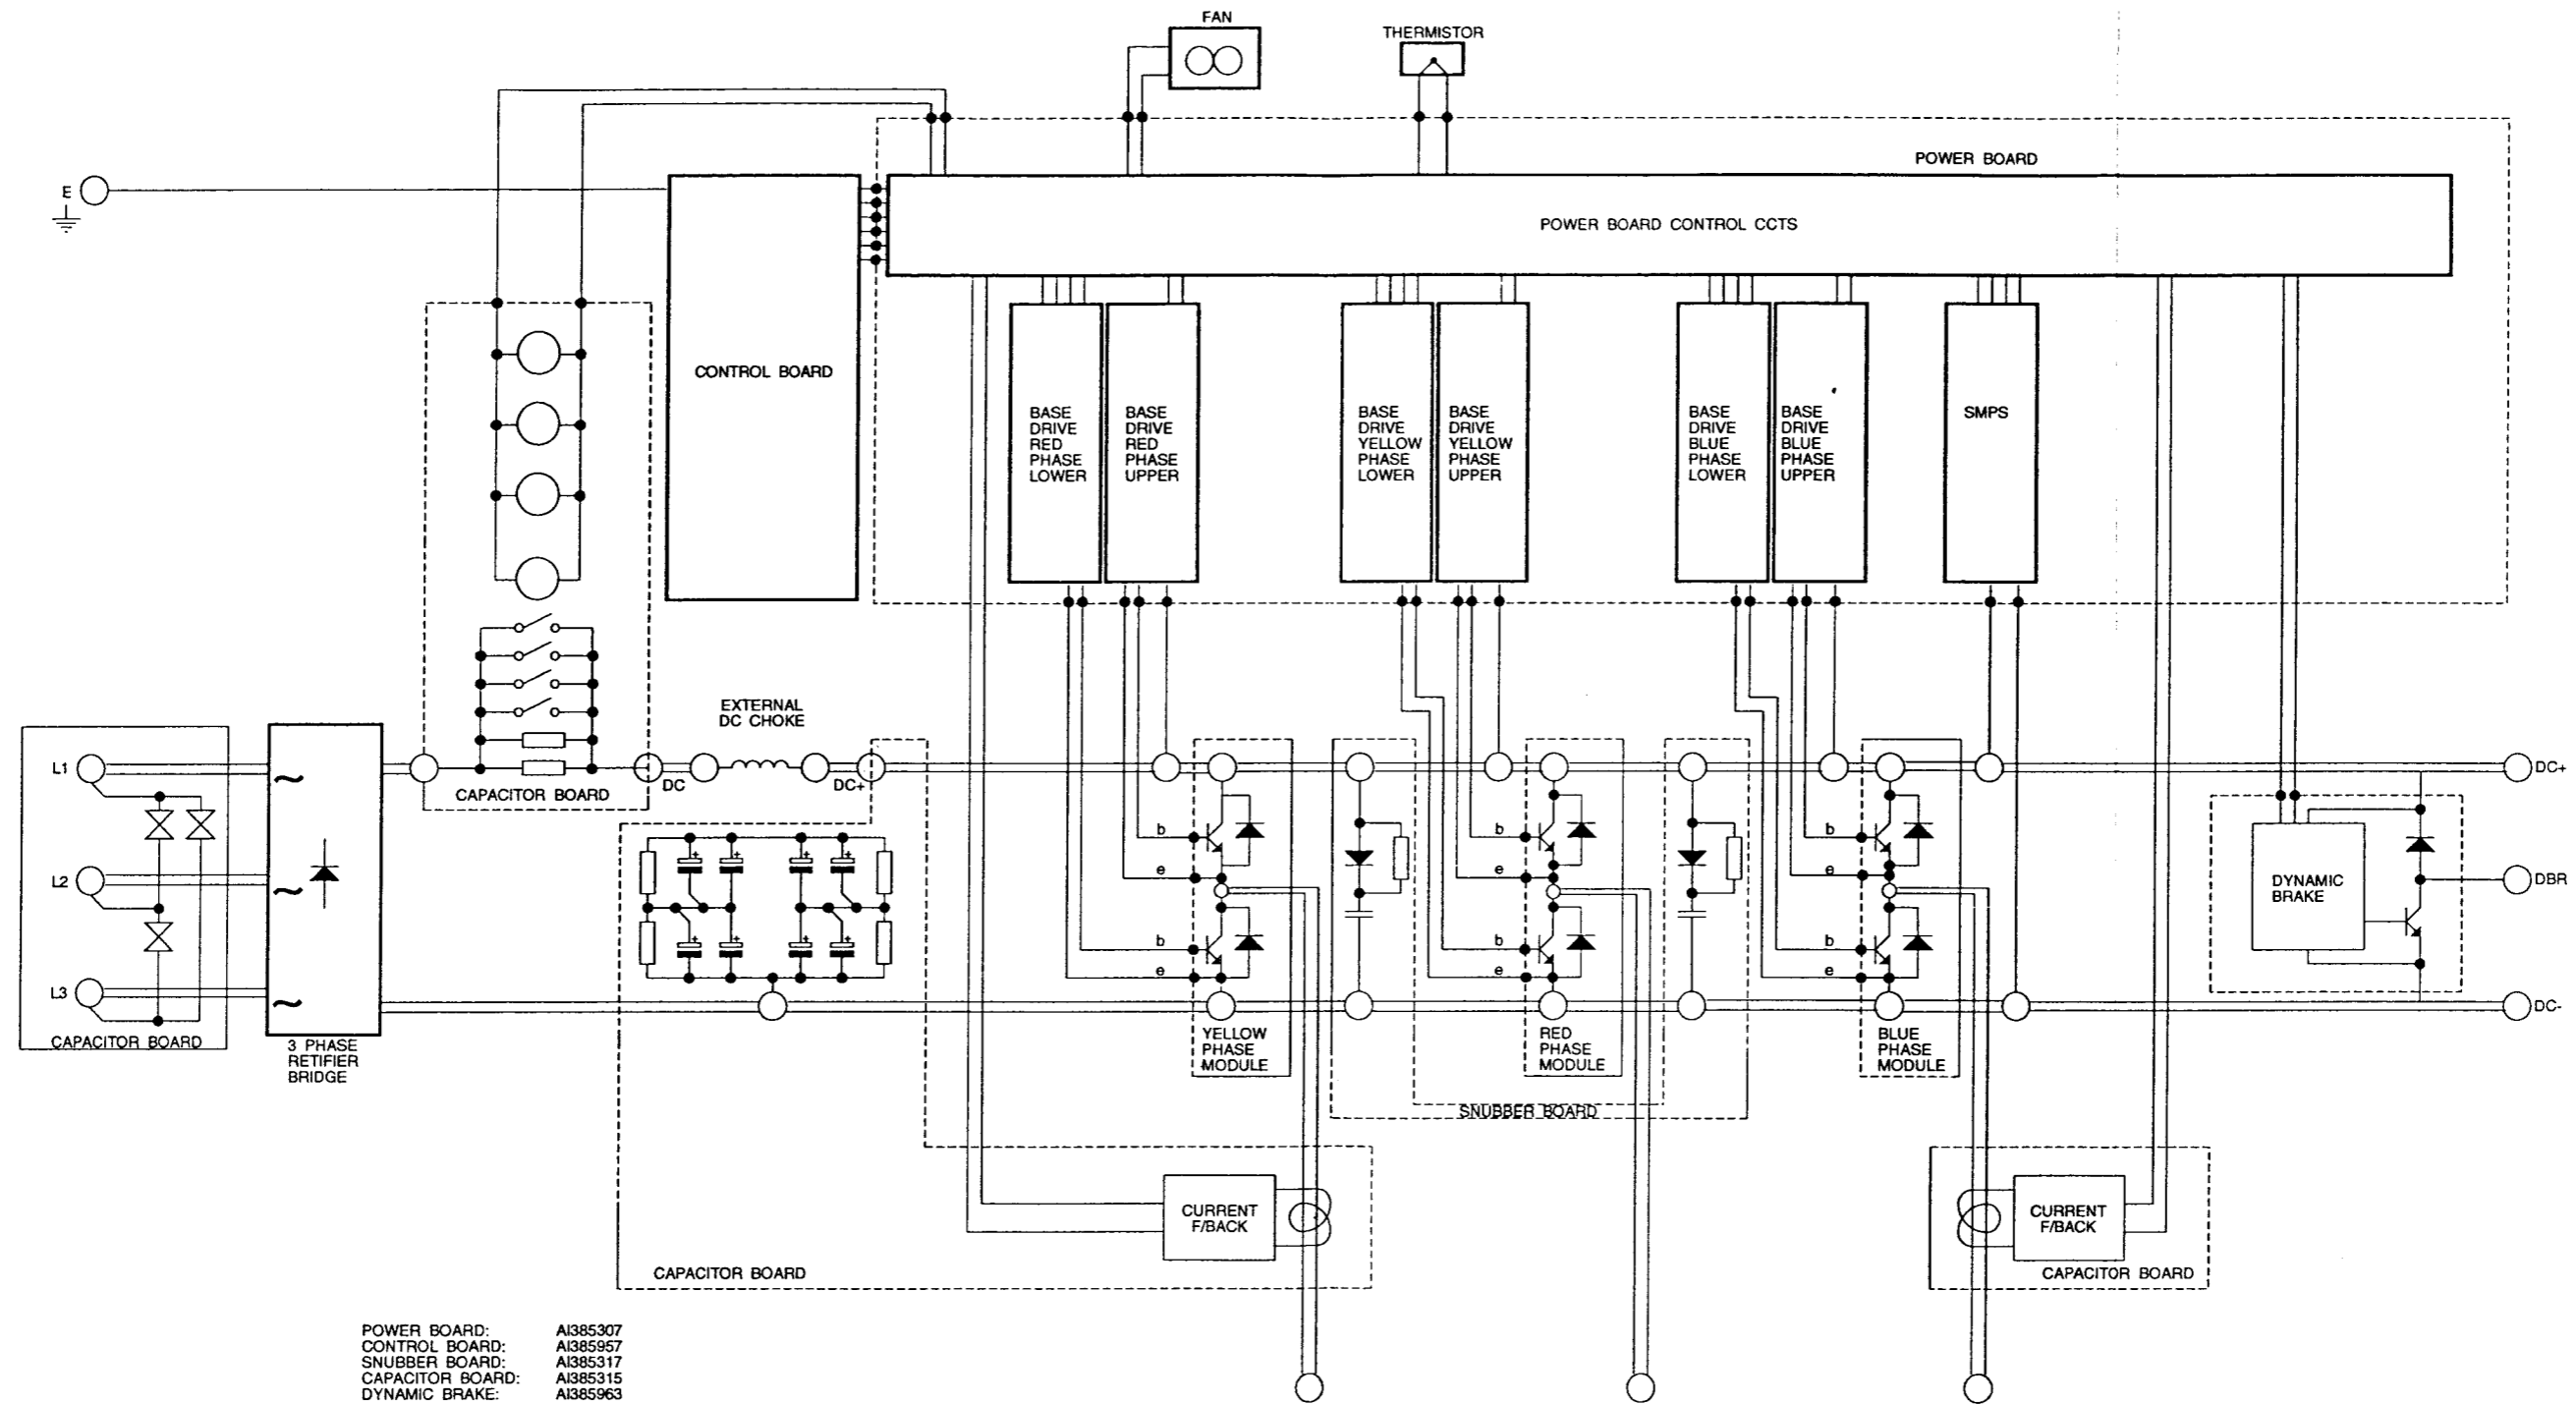 FAN
THERMISTOR
POWER BOARD
E
POWER BOARD CONTROL CCTS
CONTROL BOARD
BASE
DRIVE
RED
PHASE
LOWER
BASE
DRIVE
RED
PHASE
UPPER
BASE
DRIVE
YELLOW
PHASE
LOWER
BASE
DRIVE
YELLOW
PHASE
UPPER
BASE
DRIVE
BLUE
PHASE
LOWER
BASE
DRIVE
BLUE
PHASE
UPPER
SMPS
EXTERNAL
DC CHOKE
L1
DC
DC+
DC+
CAPACITOR BOARD
b
e
b
e
b
e
b
e
b
e
b
e
L2
DYNAMIC
BRAKE
DBR
L3
DC-
CAPACITOR BOARD
3 PHASE
RETIFIER
BRIDGE
YELLOW
PHASE
MODULE
RED
PHASE
MODULE
BLUE
PHASE
MODULE
SNUBBER BOARD
CURRENT
F/BACK
CURRENT
F/BACK
CAPACITOR BOARD
CAPACITOR BOARD
POWER BOARD: AI385307
CONTROL BOARD: AI385957
SNUBBER BOARD: AI385317
CAPACITOR BOARD: AI385315
DYNAMIC BRAKE: AI385963